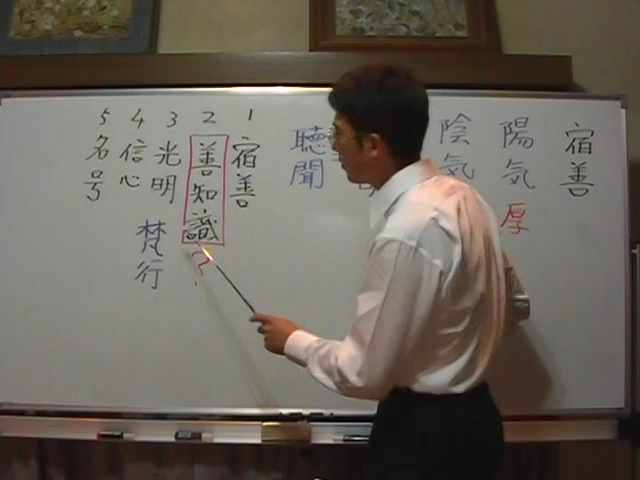 宿善
陽気 厚
陰気
聴聞
1 宿善
2 善知識 ?
3 光明
梵行
4 信心
5 名号